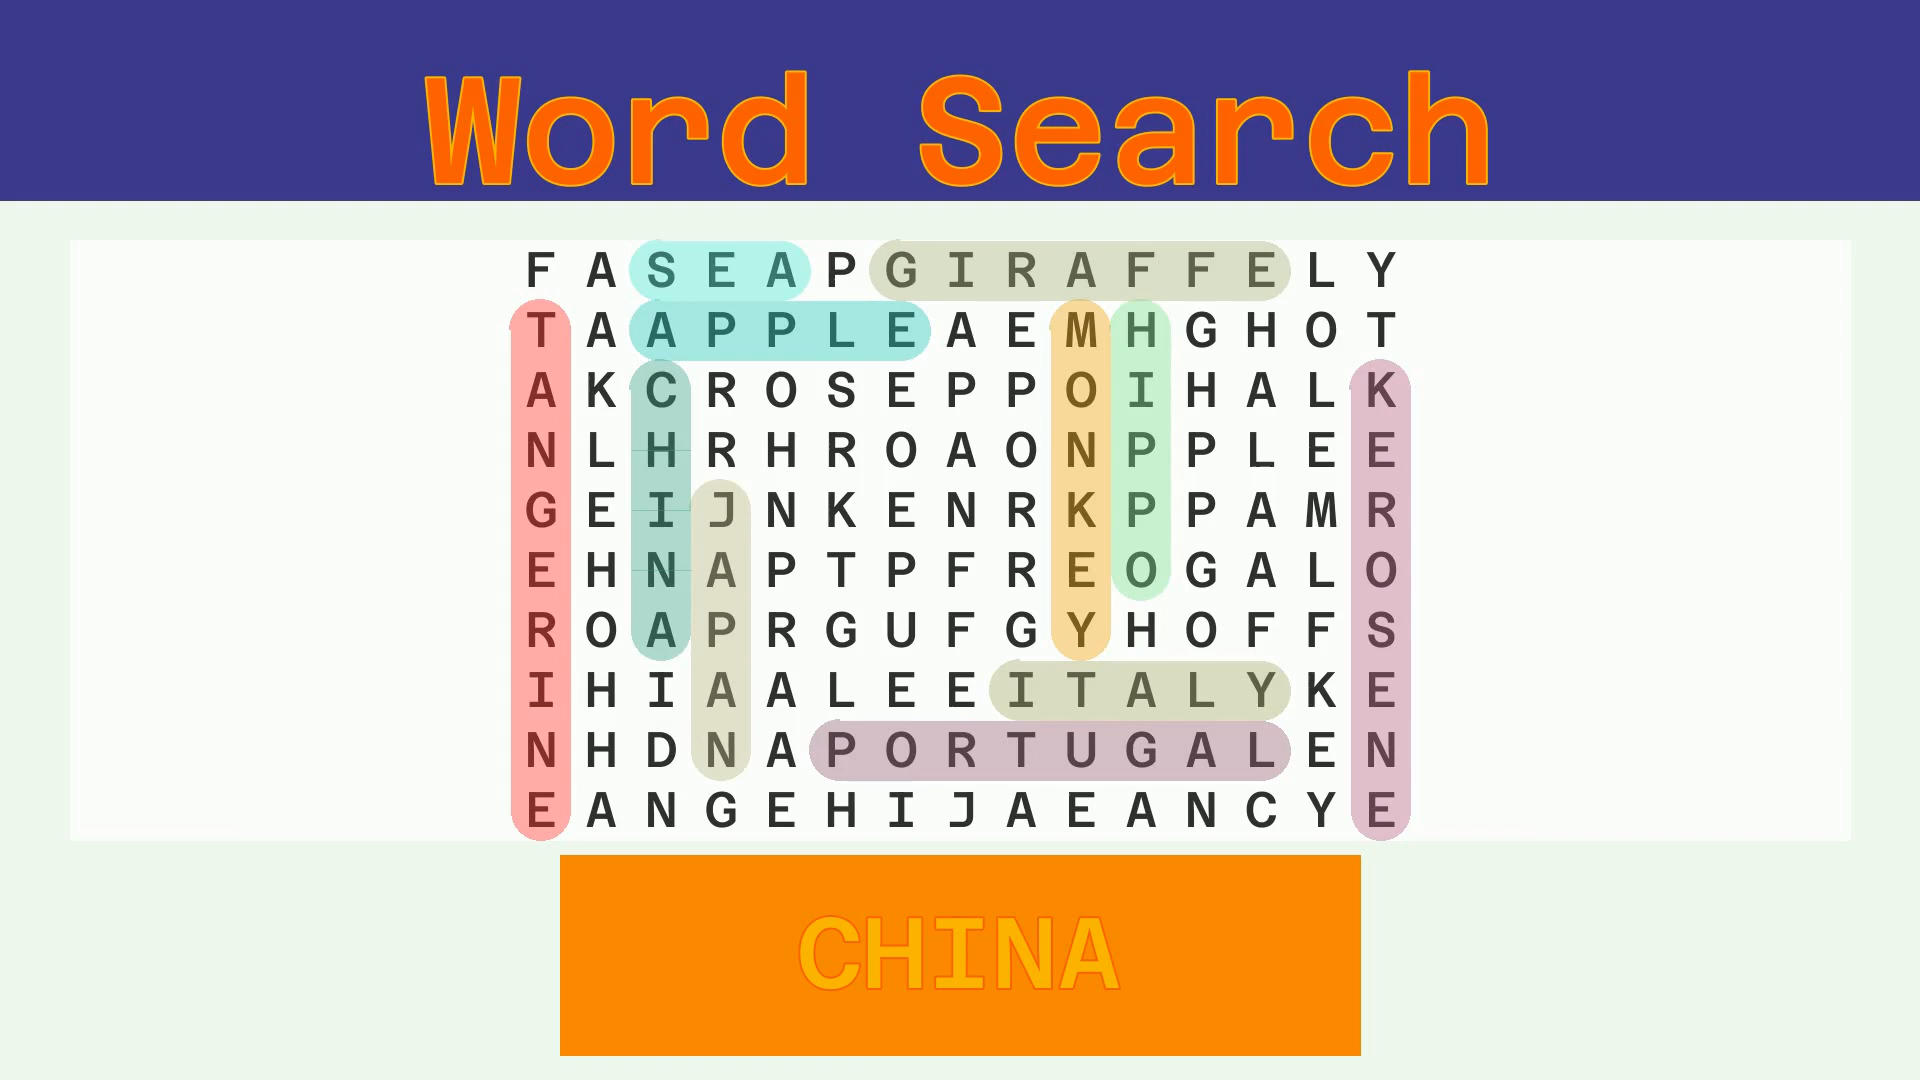 Word Search
F A S E A P G I R A F F E L Y
T A A P P L E A E M H G H O T
A K C R O S E P P O I H A L K
N L H R H R O A O N P P L E E
G E I J N K E N R K P P A M R
E H N A P T P F R E O G A L O
R O A P R G U F G Y H O F F S
I H I A A L E E I T A L Y K E
N H D N A P O R T U G A L E N
E A N G E H I J A E A N C Y E
CHINA